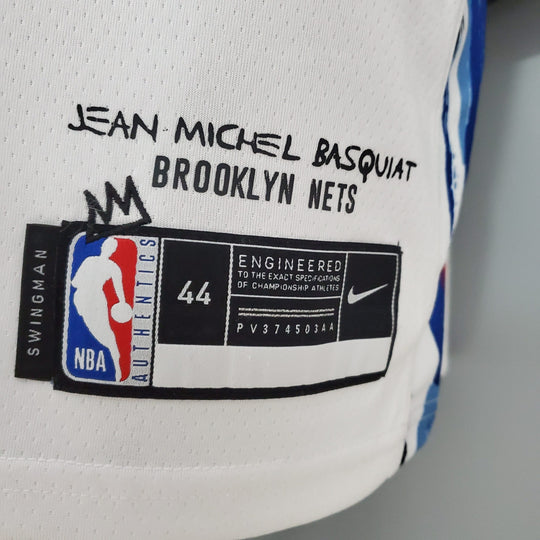 JEAN MICHEL BASQUIAT
BROOKLYN NETS
SWINGMAN
NBA
AUTHENTICS
44
ENGINEERED
TO THE EXACT SPECIFICATIONS
OF CHAMPIONSHIP ATHLETES
PV374503AA